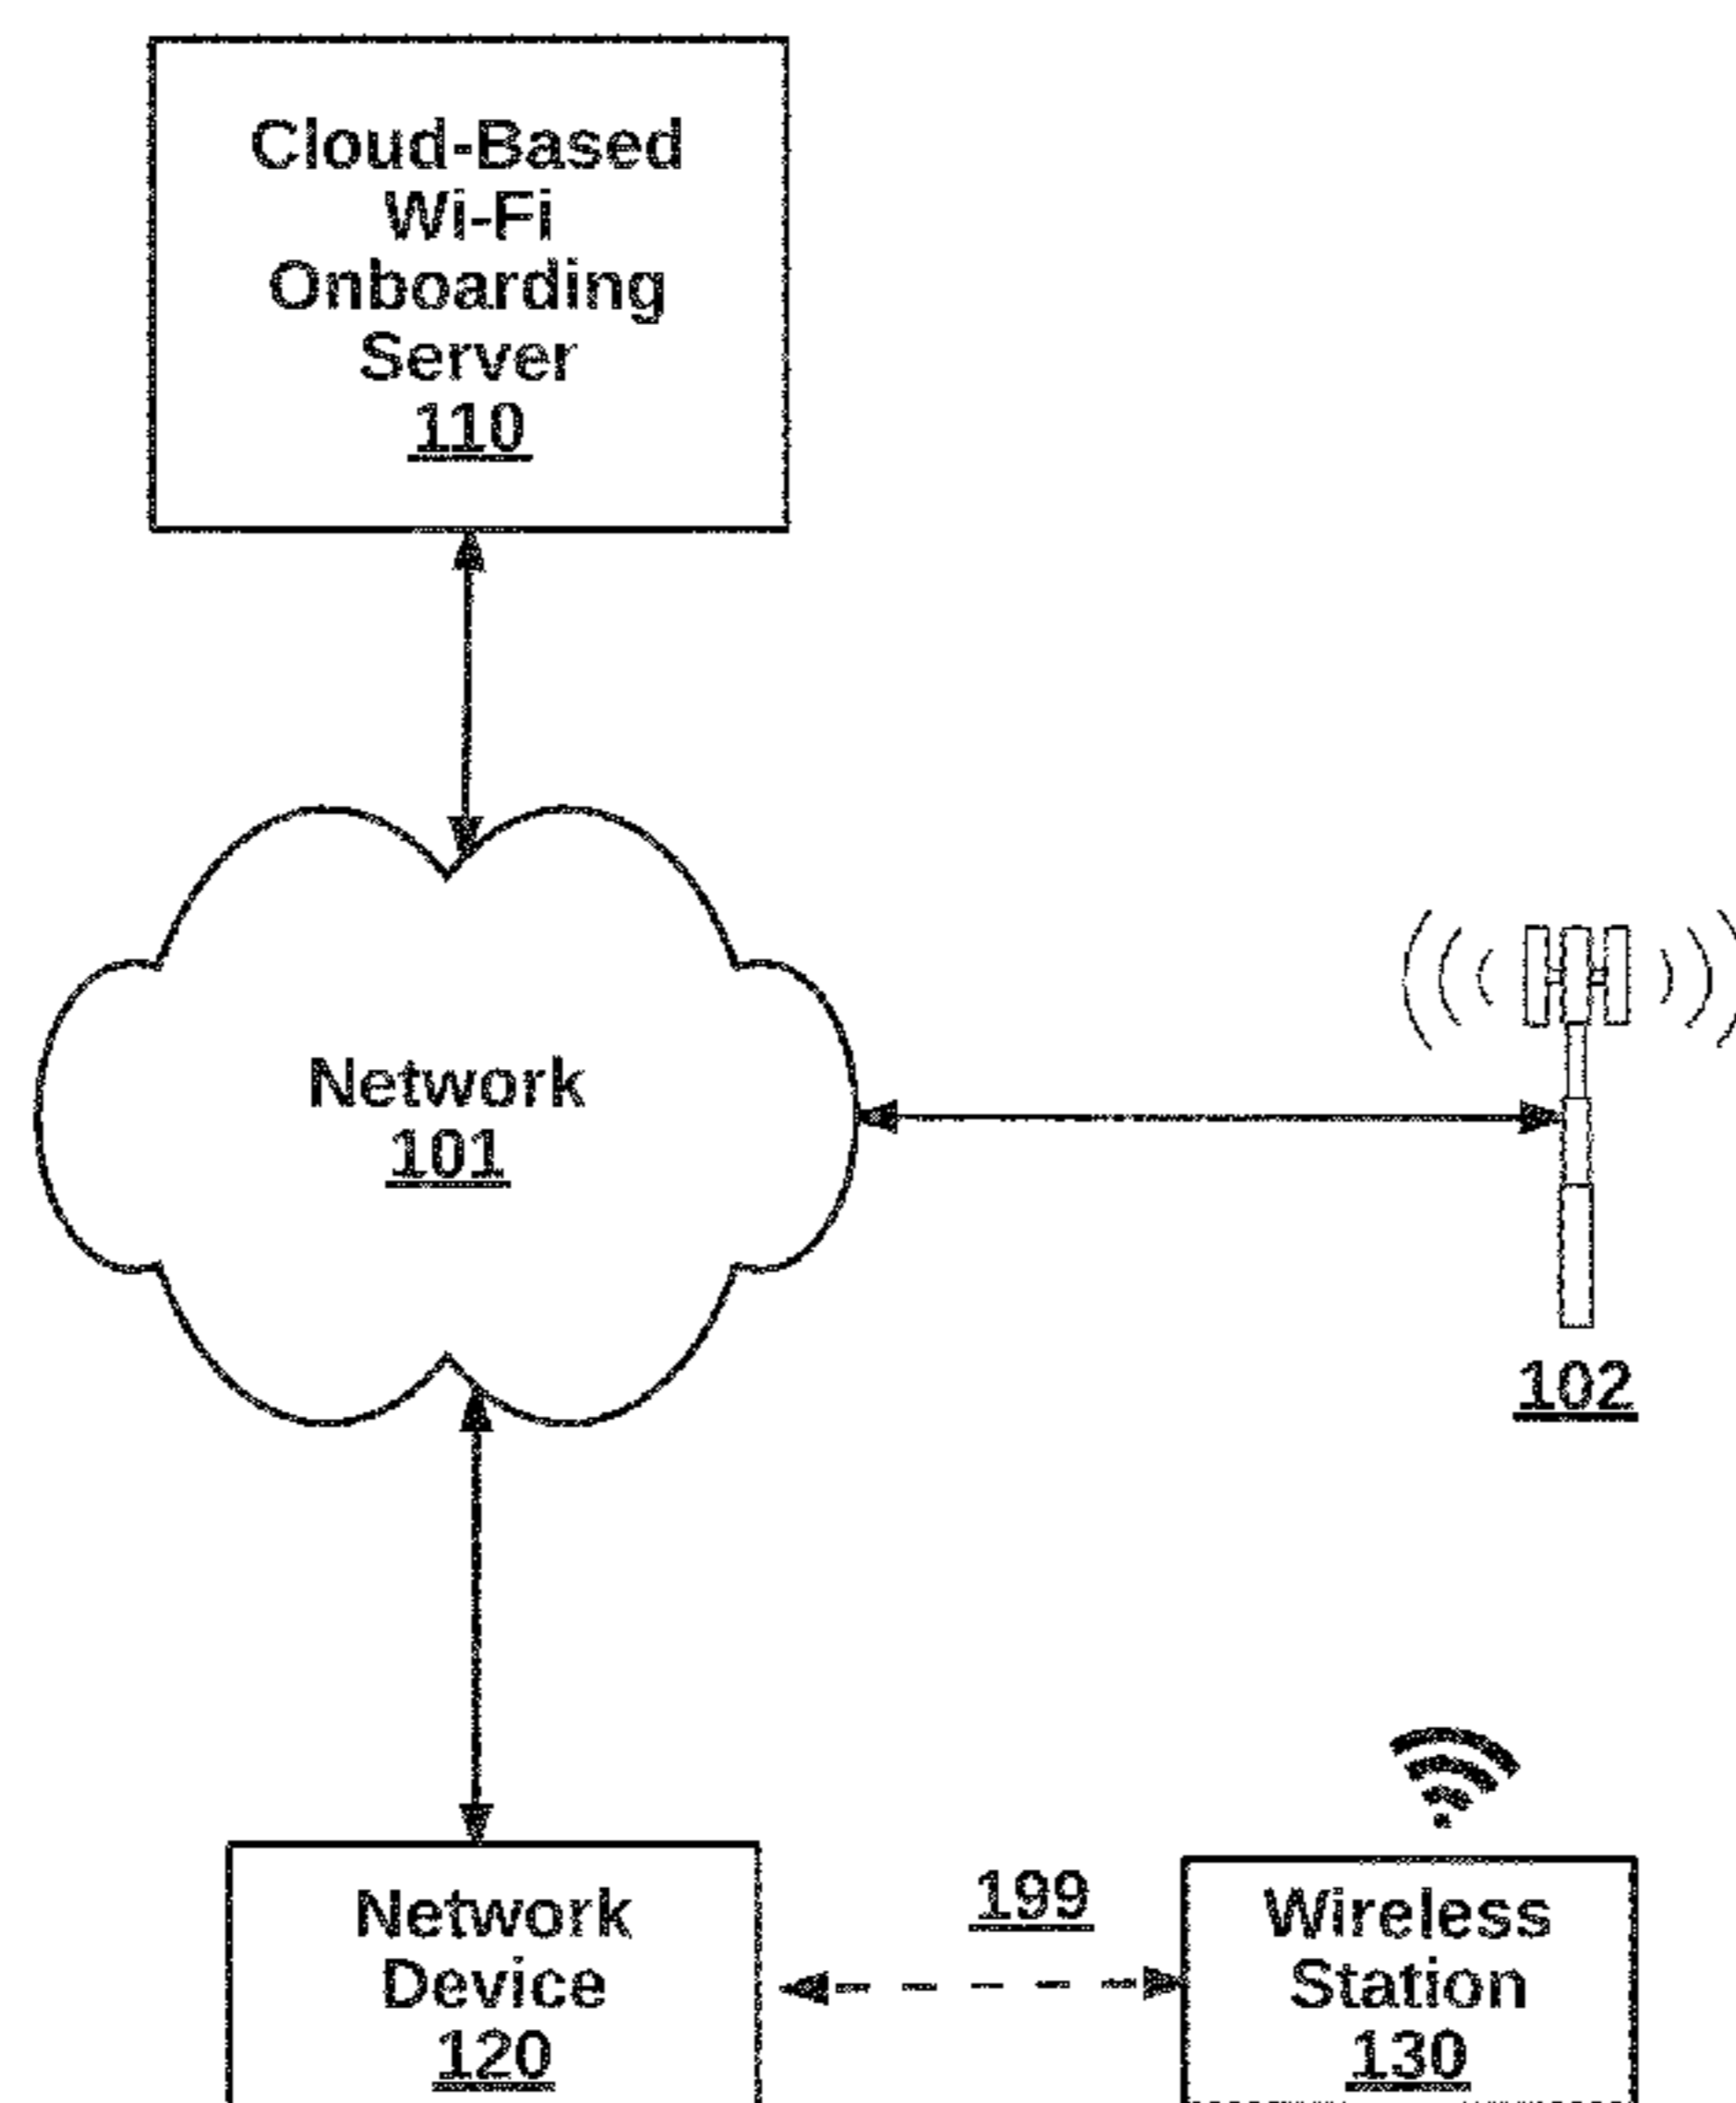 Cloud-Based
Wi-Fi
Onboarding
Server
110
Network
101
102
199
Network
Device
120
Wireless
Station
130